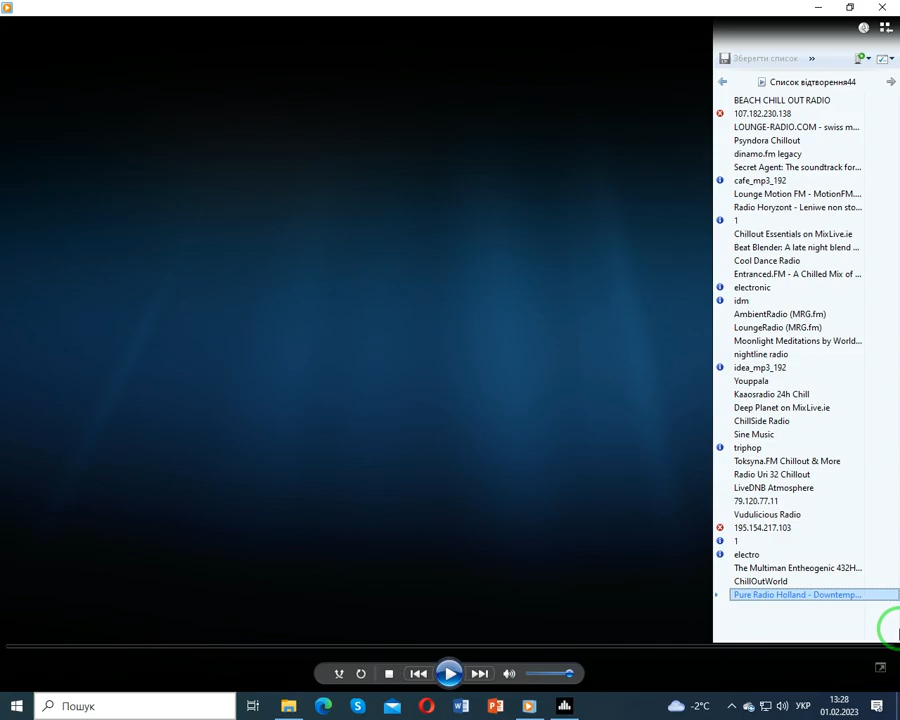 Зберегти список
»
Список відтворення44
BEACH CHILL OUT RADIO
107.182.230.138
LOUNGE-RADIO.COM - swiss m...
Psyndora Chillout
dinamo.fm legacy
Secret Agent: The soundtrack for...
cafe_mp3_192
Lounge Motion FM - MotionFM....
Radio Horyzont - Leniwe non sto...
1
Chillout Essentials on MixLive.ie
Beat Blender: A late night blend ...
Cool Dance Radio
Entranced.FM - A Chilled Mix of ...
electronic
idm
AmbientRadio (MRG.fm)
LoungeRadio (MRG.fm)
Moonlight Meditations by World...
nightline radio
idea_mp3_192
Youppala
Kaaosradio 24h Chill
Deep Planet on MixLive.ie
ChillSide Radio
Sine Music
triphop
Toksyna.FM Chillout & More
Radio Uri 32 Chillout
LiveDNB Atmosphere
79.120.77.11
Vudulicious Radio
195.154.217.103
1
electro
The Multiman Entheogenic 432H...
ChillOutWorld
Pure Radio Holland - Downtemp...
Пошук
-2°C
УКР
13:28
01.02.2023